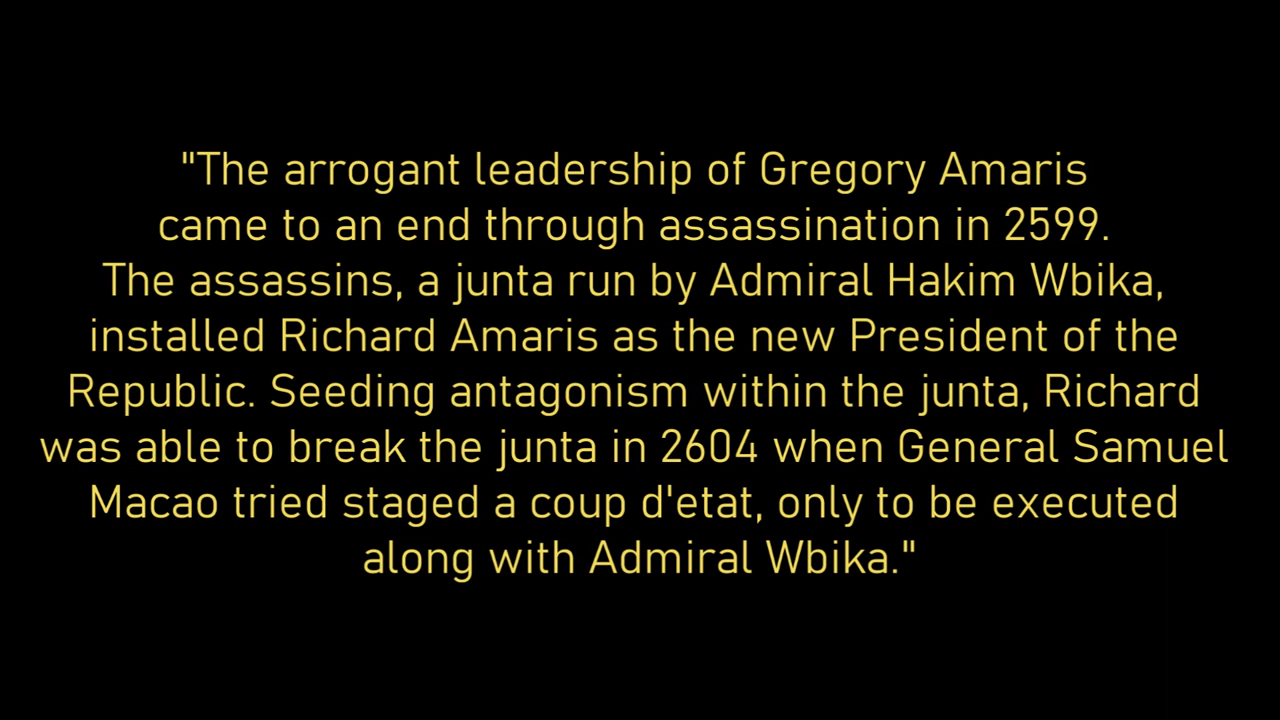 "The arrogant leadership of Gregory Amaris
came to an end through assassination in 2599.
The assassins, a junta run by Admiral Hakim Wbika,
installed Richard Amaris as the new President of the
Republic. Seeding antagonism within the junta, Richard
was able to break the junta in 2604 when General Samuel
Macao tried staged a coup d'etat, only to be executed
along with Admiral Wbika."